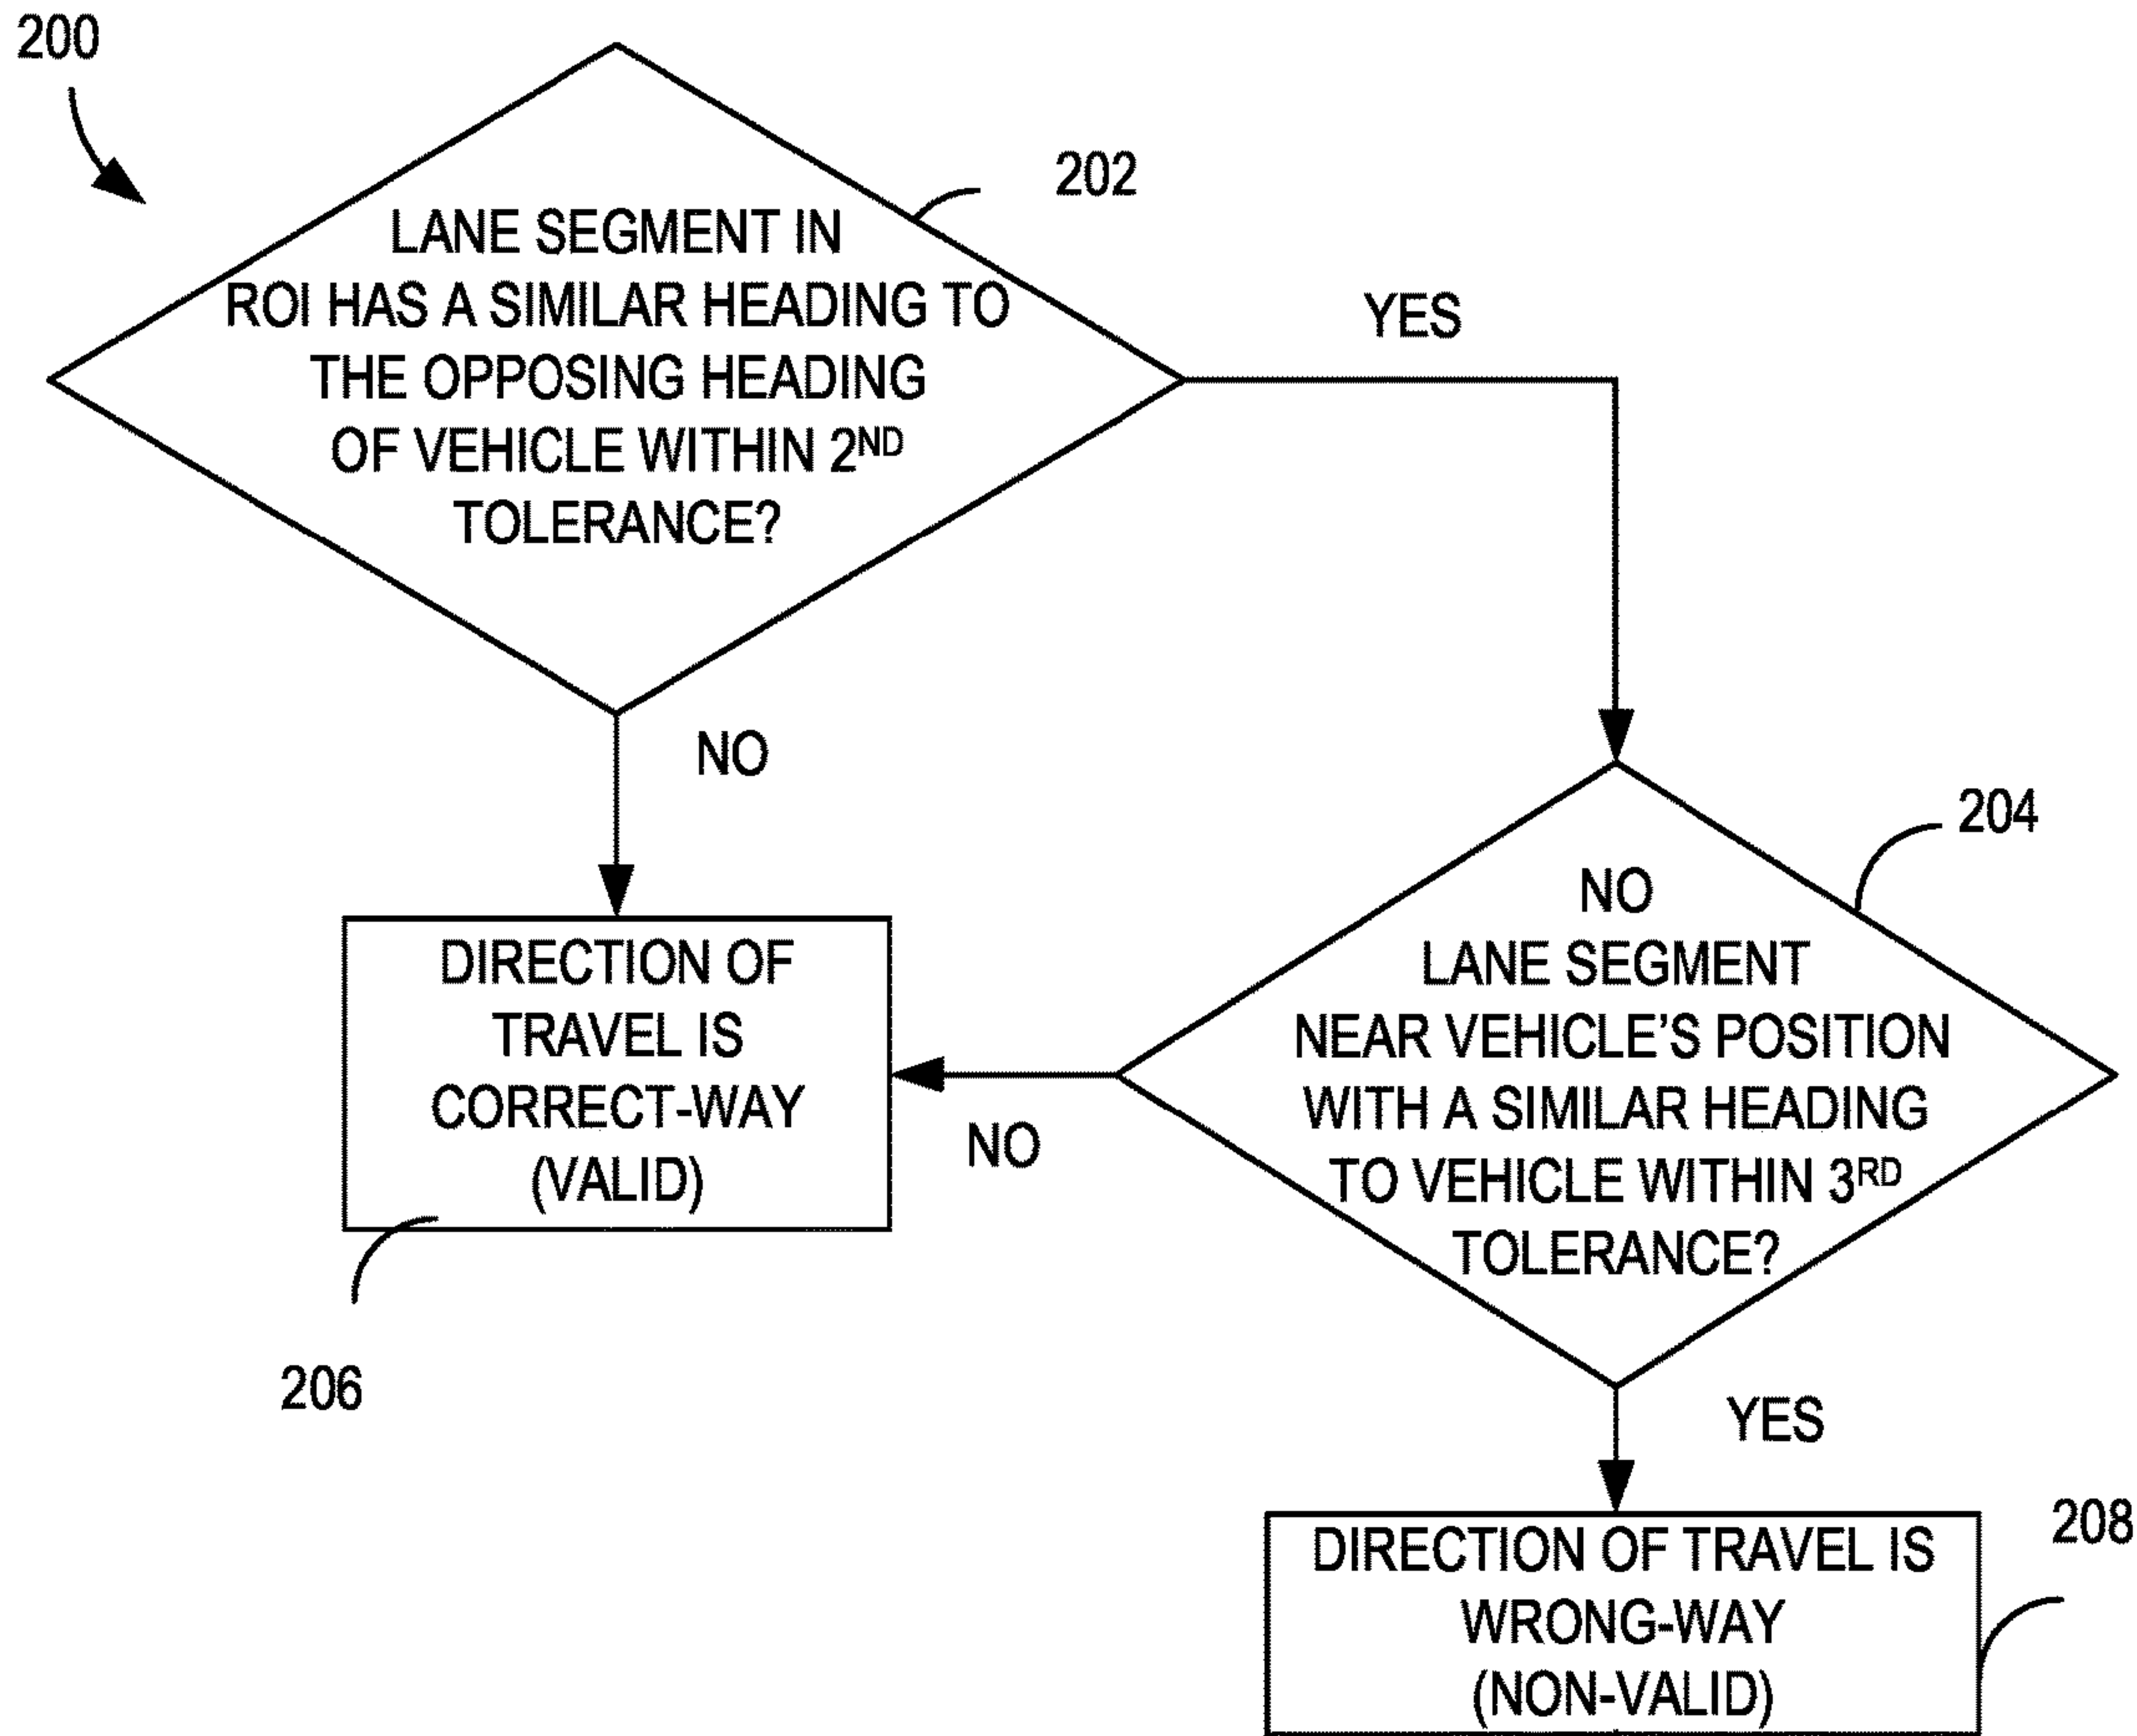 200
202
LANE SEGMENT IN
ROI HAS A SIMILAR HEADING TO
THE OPPOSING HEADING
OF VEHICLE WITHIN 2ND
TOLERANCE?
YES
NO
204
NO
LANE SEGMENT
NEAR VEHICLE'S POSITION
WITH A SIMILAR HEADING
TO VEHICLE WITHIN 3RD
TOLERANCE?
NO
DIRECTION OF
TRAVEL IS
CORRECT-WAY
(VALID)
206
YES
208
DIRECTION OF TRAVEL IS
WRONG-WAY
(NON-VALID)